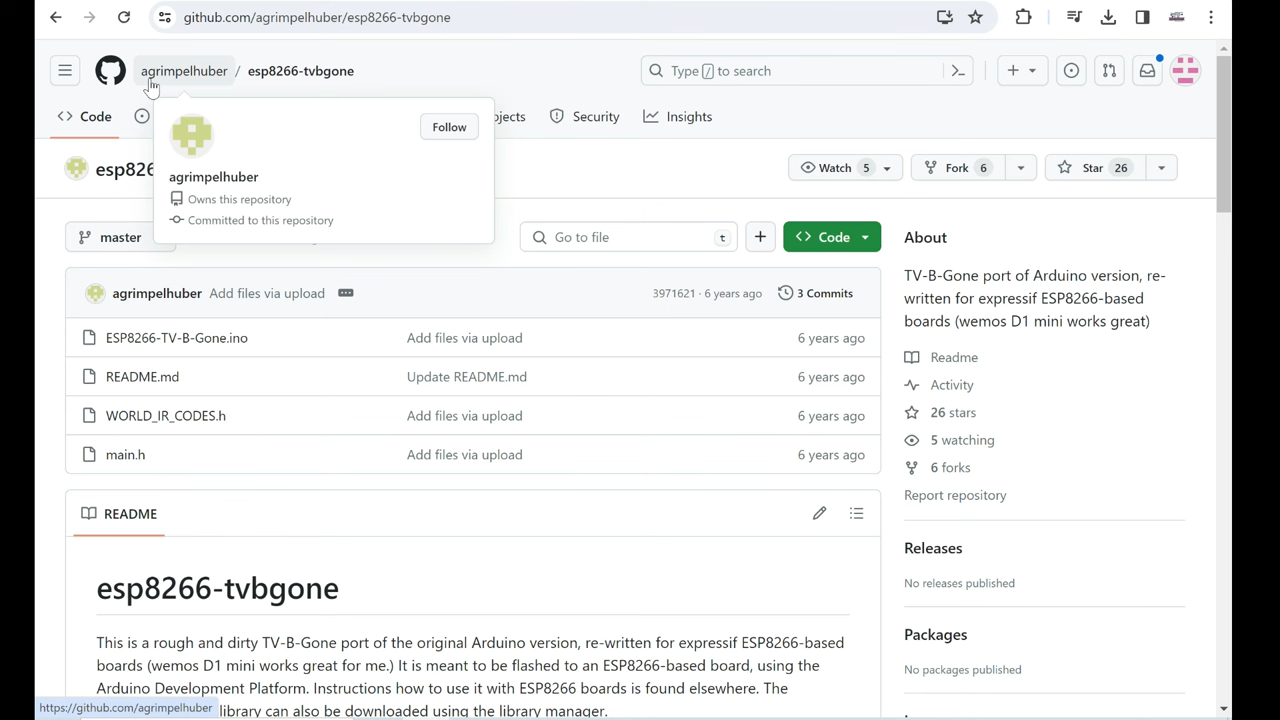 github.com/agrimpelhuber/esp8266-tvbgone
agrimpelhuber / esp8266-tvbgone
Type / to search
Code
ojects
Security
Insights
Follow
agrimpelhuber
Owns this repository
Committed to this repository
esp826
Watch 5
Fork 6
Star 26
master
Go to file
t
Code
agrimpelhuber Add files via upload
3971621 · 6 years ago
3 Commits
ESP8266-TV-B-Gone.ino Add files via upload 6 years ago
README.md Update README.md 6 years ago
WORLD_IR_CODES.h Add files via upload 6 years ago
main.h Add files via upload 6 years ago
README
esp8266-tvbgone
This is a rough and dirty TV-B-Gone port of the original Arduino version, re-written for expressif ESP8266-based
boards (wemos D1 mini works great for me.) It is meant to be flashed to an ESP8266-based board, using the
Arduino Development Platform. Instructions how to use it with ESP8266 boards is found elsewhere. The
library can also be downloaded using the library manager.
https://github.com/agrimpelhuber
About
TV-B-Gone port of Arduino version, re-
written for expressif ESP8266-based
boards (wemos D1 mini works great)
Readme
Activity
26 stars
5 watching
6 forks
Report repository
Releases
No releases published
Packages
No packages published